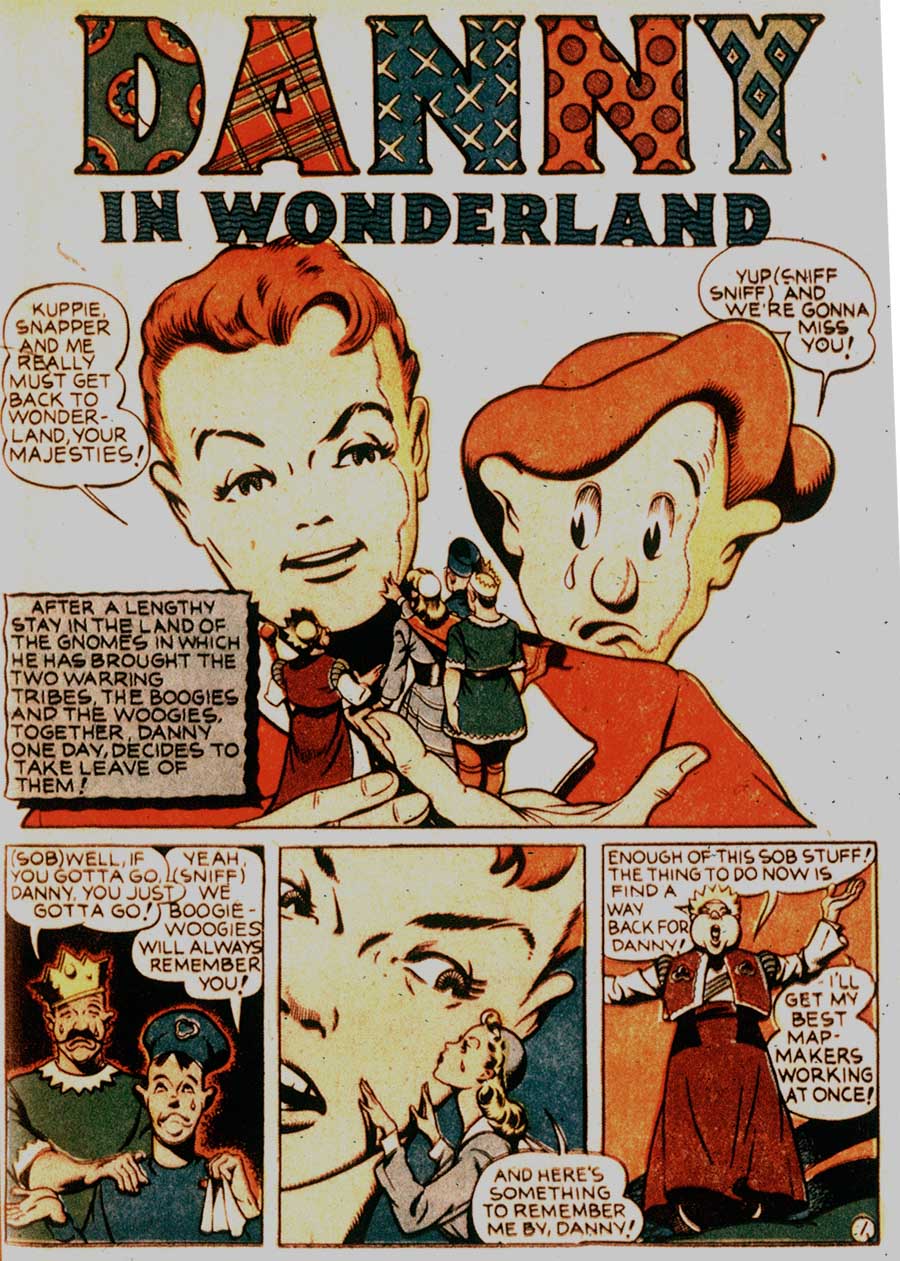 DANNY
IN WONDERLAND
KUPPIE,
SNAPPER
AND ME
REALLY
MUST GET
BACK TO
WONDER-
LAND, YOUR
MAJESTIES!
YUP (SNIFF
SNIFF) AND
WE'RE GONNA
MISS
YOU!
AFTER A LENGTHY
STAY IN THE LAND OF
THE GNOMES IN WHICH
HE HAS BROUGHT THE
TWO WARRING
TRIBES, THE BOOGIES
AND THE WOOGIES,
TOGETHER, DANNY
ONE DAY, DECIDES TO
TAKE LEAVE OF
THEM!
(SOB) WELL, IF
YOU GOTTA GO,
DANNY, YOU JUST
GOTTA GO!
YEAH,
(SNIFF)
WE
BOOGIE-
WOOGIES
WILL ALWAYS
REMEMBER
YOU!
AND HERE'S
SOMETHING
TO REMEMBER
ME BY, DANNY!
ENOUGH OF THIS SOB STUFF!
THE THING TO DO NOW IS
FIND A
WAY
BACK FOR
DANNY!
I'LL
GET MY
BEST
MAP-
MAKERS
WORKING
AT ONCE!
1